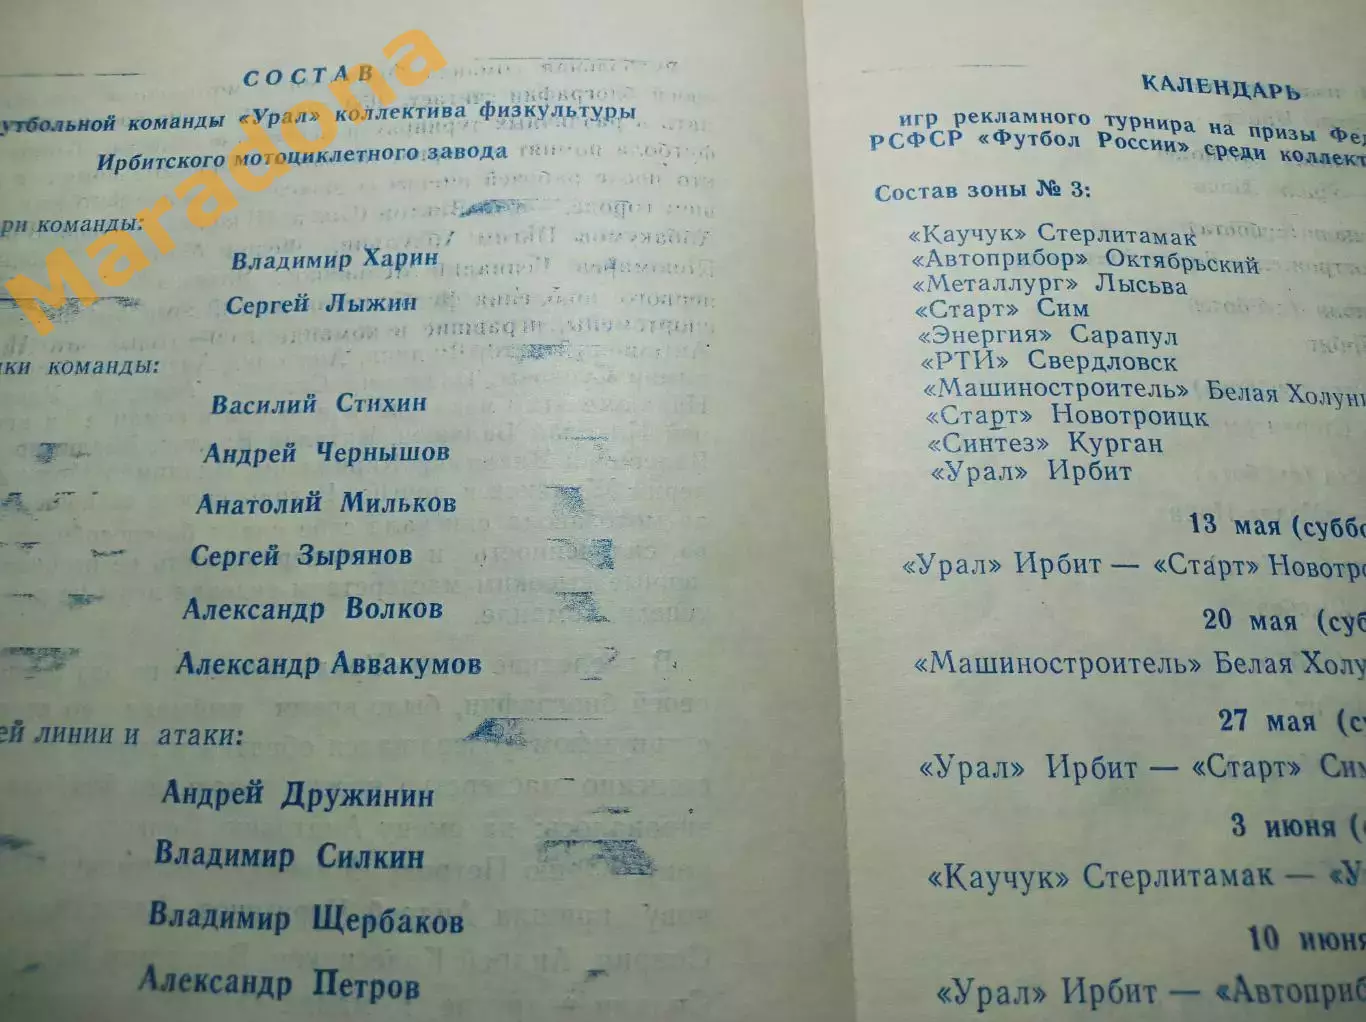 СОСТАВ
утбольной команды «Урал» коллектива физкультуры
Ирбитского мотоциклетного завода
ри команды:
Владимир Харин
Сергей Лыжин
ки команды:
Василий Стихин
Андрей Чернышов
Анатолий Мильков
Сергей Зырянов
Александр Волков
Александр Аввакумов
ей линии и атаки:
Андрей Дружинин
Владимир Силкин
Владимир Щербаков
Александр Петров
КАЛЕНДАРЬ
игр рекламного турнира на призы Фед
РСФСР «Футбол России» среди коллект
Состав зоны № 3:
«Каучук» Стерлитамак
«Автоприбор» Октябрьский
«Металлург» Лысьва
«Старт» Сим
«Энергия» Сарапул
«РТИ» Свердловск
«Машиностроитель» Белая Холуни
«Старт» Новотроицк
«Синтез» Курган
«Урал» Ирбит
13 мая (суббо
«Урал» Ирбит — «Старт» Новотро
20 мая (суб
«Машиностроитель» Белая Холу
27 мая (су
«Урал» Ирбит — «Старт» Сим
3 июня (
«Каучук» Стерлитамак — «У
10 июня
«Урал» Ирбит — «Автоприб
Maradona